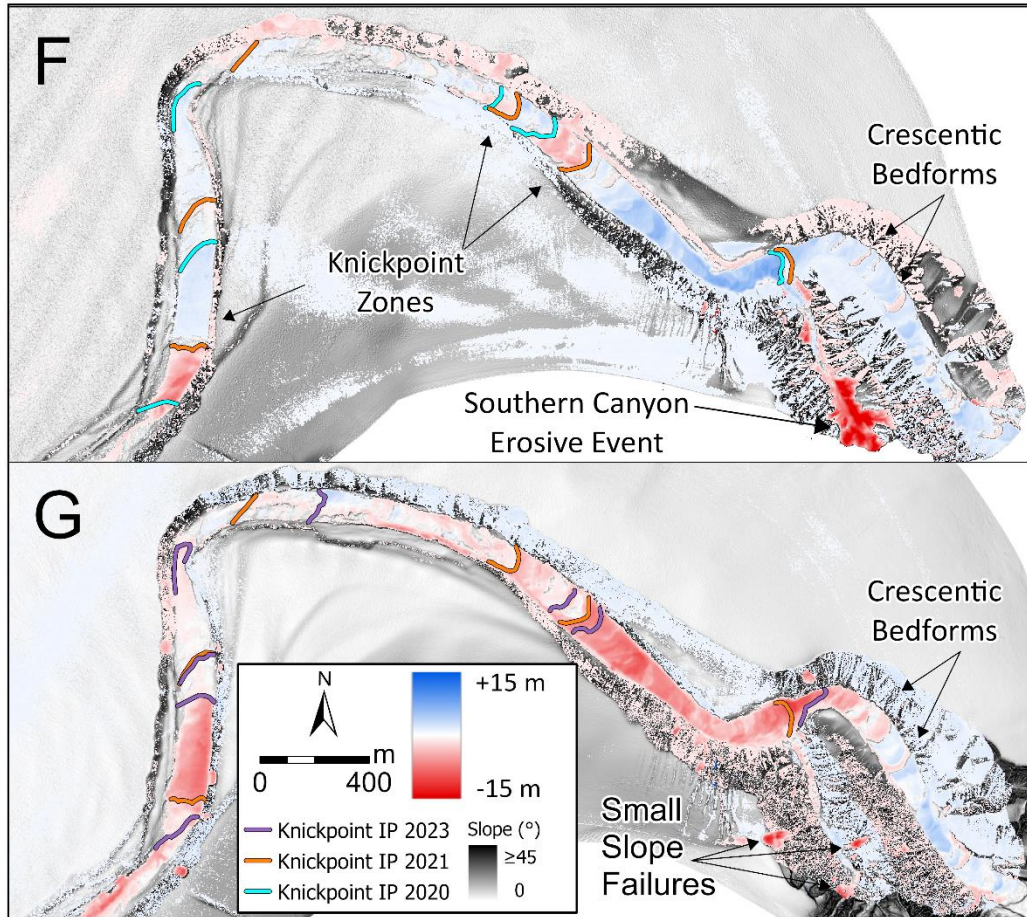 F
Crescentic
Bedforms
Knickpoint
Zones
Southern Canyon
Erosive Event
G
Crescentic
Bedforms
N
+15 m
m
0 400
-15 m
Small
Slope
Failures
Knickpoint IP 2023
Knickpoint IP 2021
Knickpoint IP 2020
Slope (°)
≥45
0